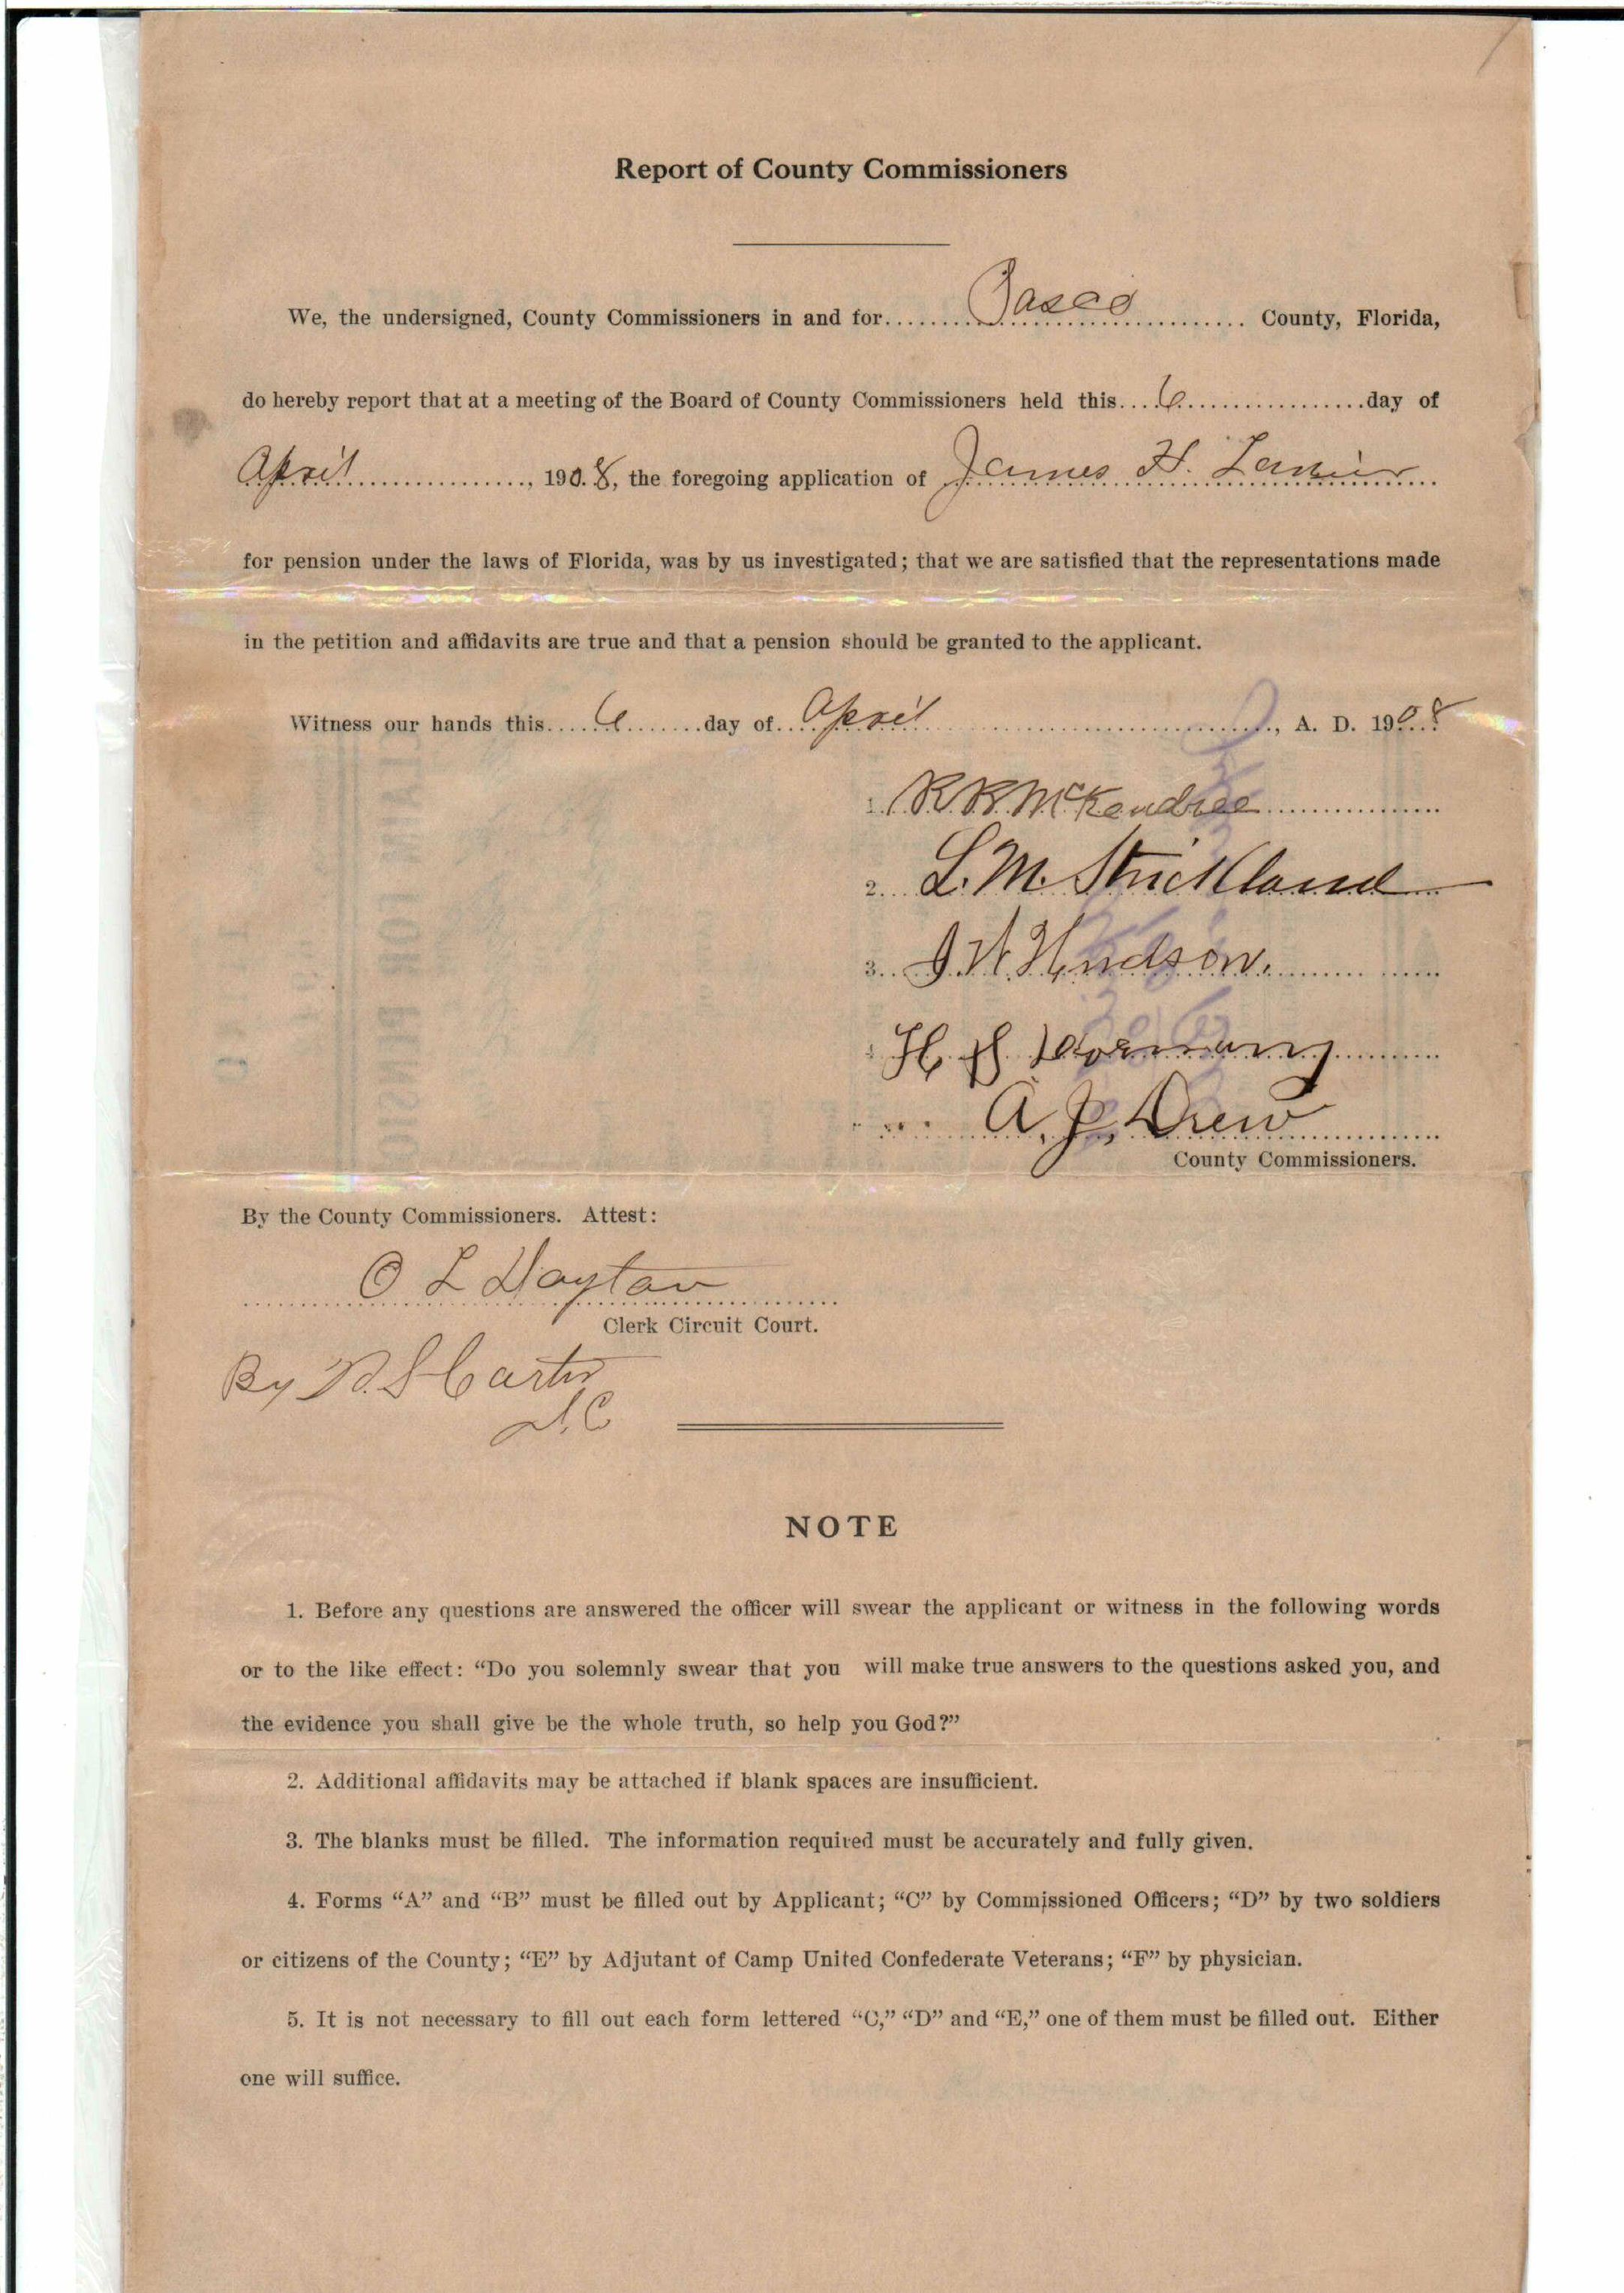 Report of County Commissioners
We, the undersigned, County Commissioners in and for Pasco County, Florida,
do hereby report that at a meeting of the Board of County Commissioners held this 6 day of
April, 1908, the foregoing application of James H. Lanier
for pension under the laws of Florida, was by us investigated; that we are satisfied that the representations made
in the petition and affidavits are true and that a pension should be granted to the applicant.
Witness our hands this 6 day of April, A. D. 1908
1. R R McKendree
2. L. M. Strickland
3. J. W. Hudson.
H. H.
A. J. Drew
County Commissioners.
By the County Commissioners. Attest:
O L Dayton
Clerk Circuit Court.
By Carter
D. C
NOTE
1. Before any questions are answered the officer will swear the applicant or witness in the following words
or to the like effect: “Do you solemnly swear that you will make true answers to the questions asked you, and
the evidence you shall give be the whole truth, so help you God?”
2. Additional affidavits may be attached if blank spaces are insufficient.
3. The blanks must be filled. The information required must be accurately and fully given.
4. Forms “A” and “B” must be filled out by Applicant; “C” by Commissioned Officers; “D” by two soldiers
or citizens of the County; “E” by Adjutant of Camp United Confederate Veterans; “F” by physician.
5. It is not necessary to fill out each form lettered “C,” “D” and “E,” one of them must be filled out. Either
one will suffice.